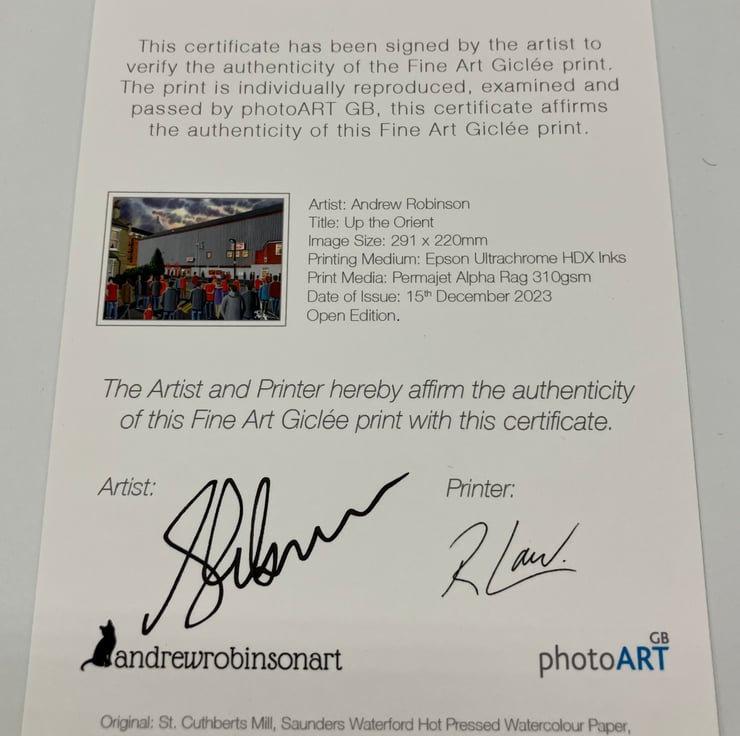 This certificate has been signed by the artist to
verify the authenticity of the Fine Art Giclée print.
The print is individually reproduced, examined and
passed by photoART GB, this certificate affirms
the authenticity of this Fine Art Giclée print.
Artist: Andrew Robinson
Title: Up the Orient
Image Size: 291 x 220mm
Printing Medium: Epson Ultrachrome HDX Inks
Print Media: Permajet Alpha Rag 310gsm
Date of Issue: 15th December 2023
Open Edition.
The Artist and Printer hereby affirm the authenticity
of this Fine Art Giclée print with this certificate.
Artist:
Printer:
R Law.
andrewrobinsonart
photoART GB
Original: St. Cuthberts Mill, Saunders Waterford Hot Pressed Watercolour Paper,